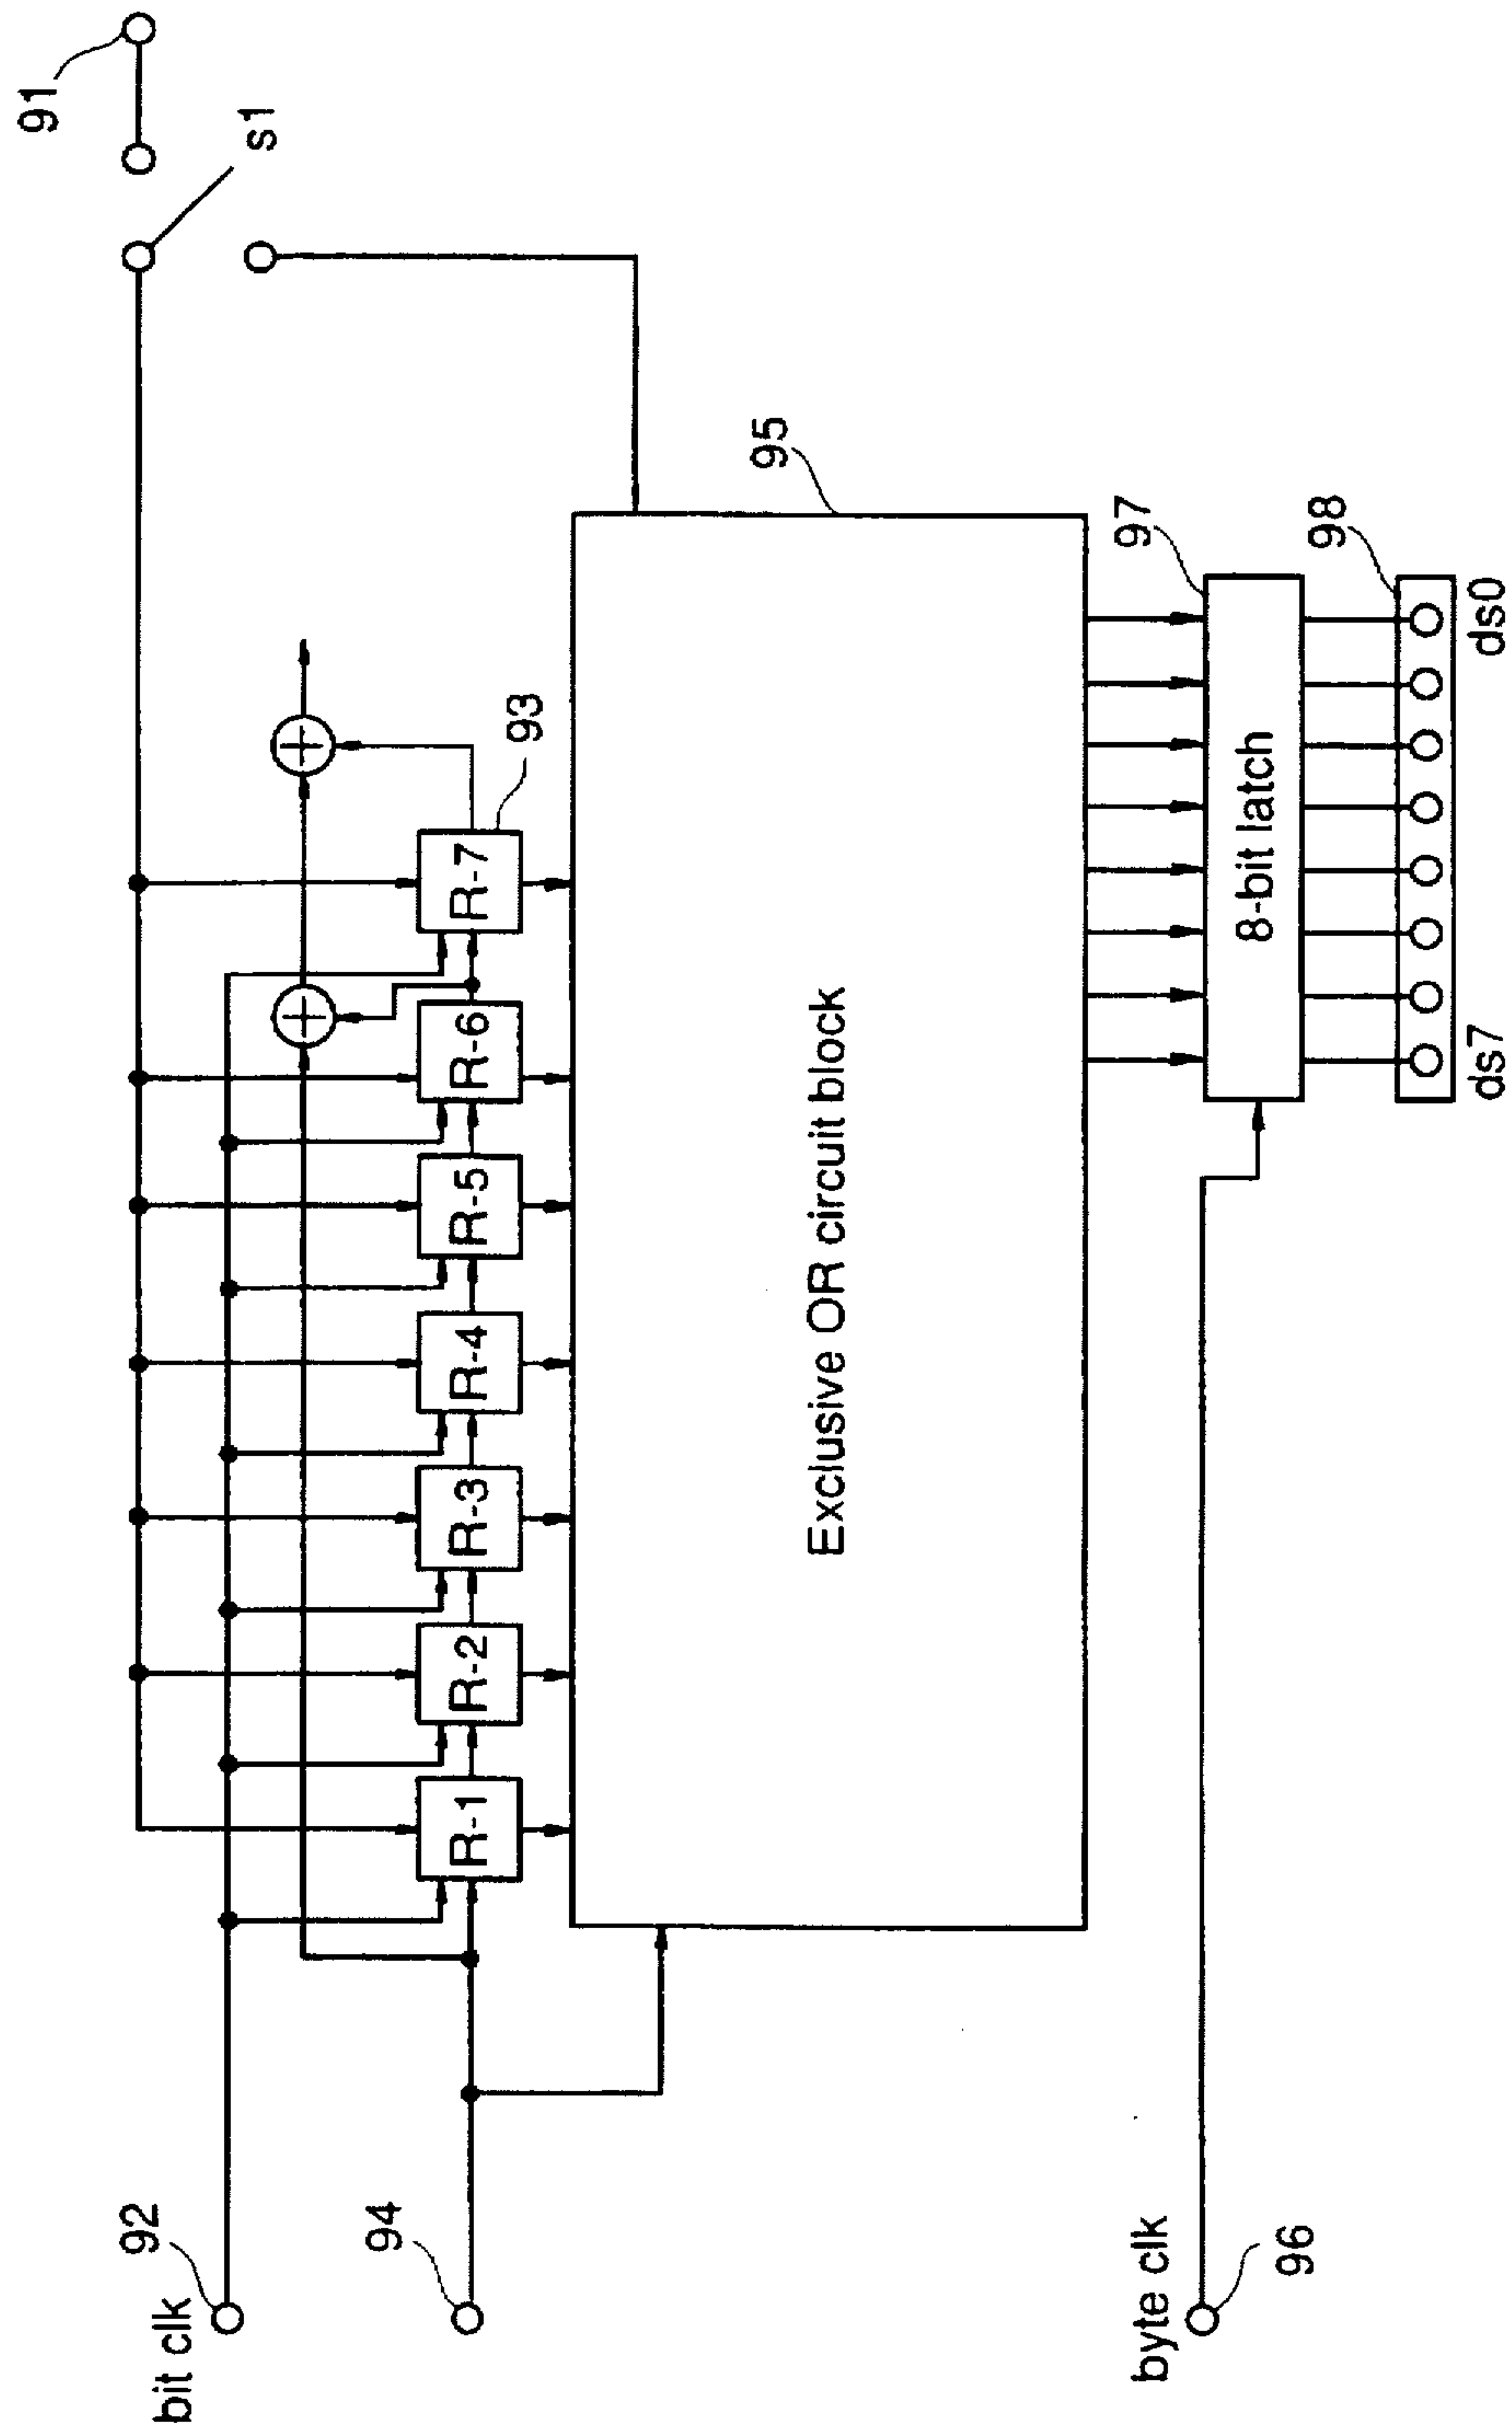 91
s1
bit clk
92
93
R-1
R-2
R-3
R-4
R-5
R-6
R-7
94
95
Exclusive OR circuit block
97
8-bit latch
byte clk
96
98
ds7
ds0